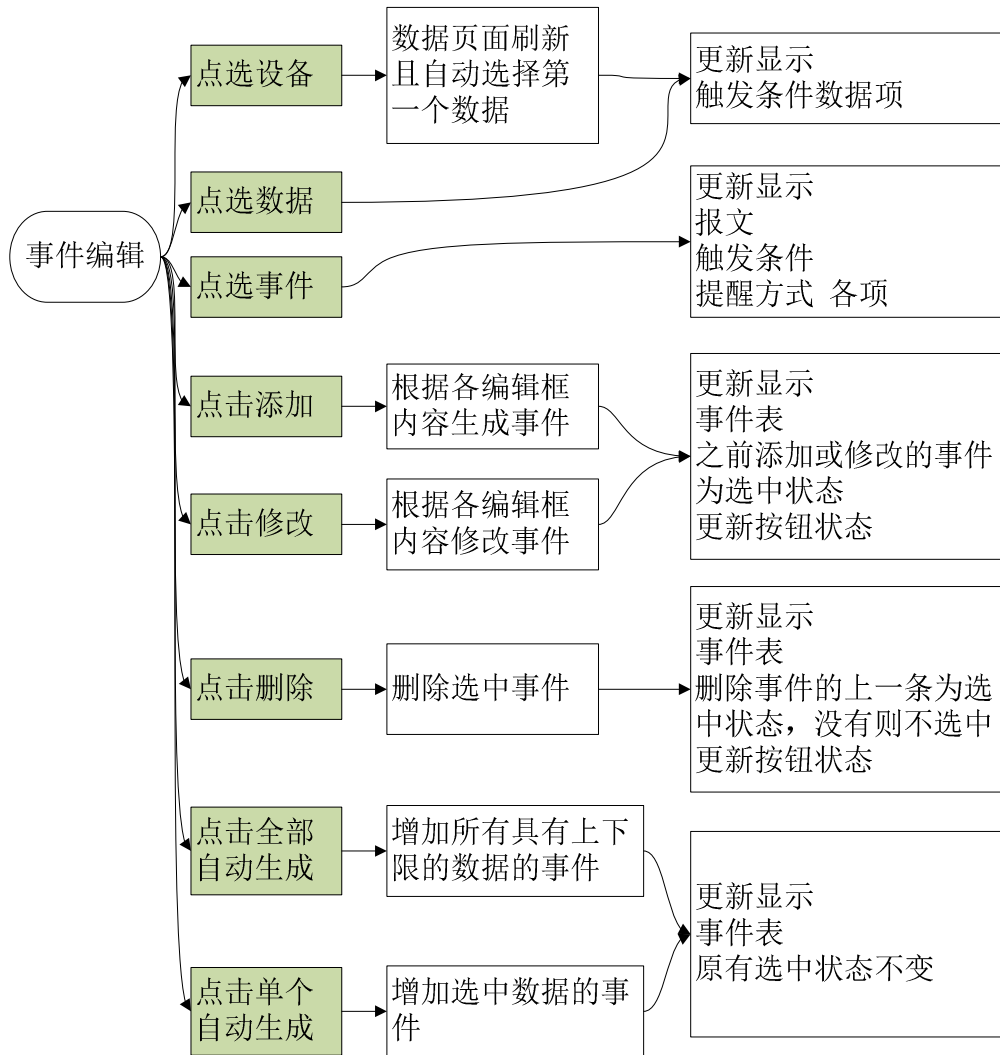 事件编辑
点选设备
数据页面刷新
且自动选择第
一个数据
更新显示
触发条件数据项
点选数据
点选事件
更新显示
报文
触发条件
提醒方式 各项
点击添加
根据各编辑框
内容生成事件
点击修改
根据各编辑框
内容修改事件
更新显示
事件表
之前添加或修改的事件
为选中状态
更新按钮状态
点击删除
删除选中事件
更新显示
事件表
删除事件的上一条为选
中状态，没有则不选中
更新按钮状态
点击全部
自动生成
增加所有具有上下
限的数据的事件
点击单个
自动生成
增加选中数据的事
件
更新显示
事件表
原有选中状态不变